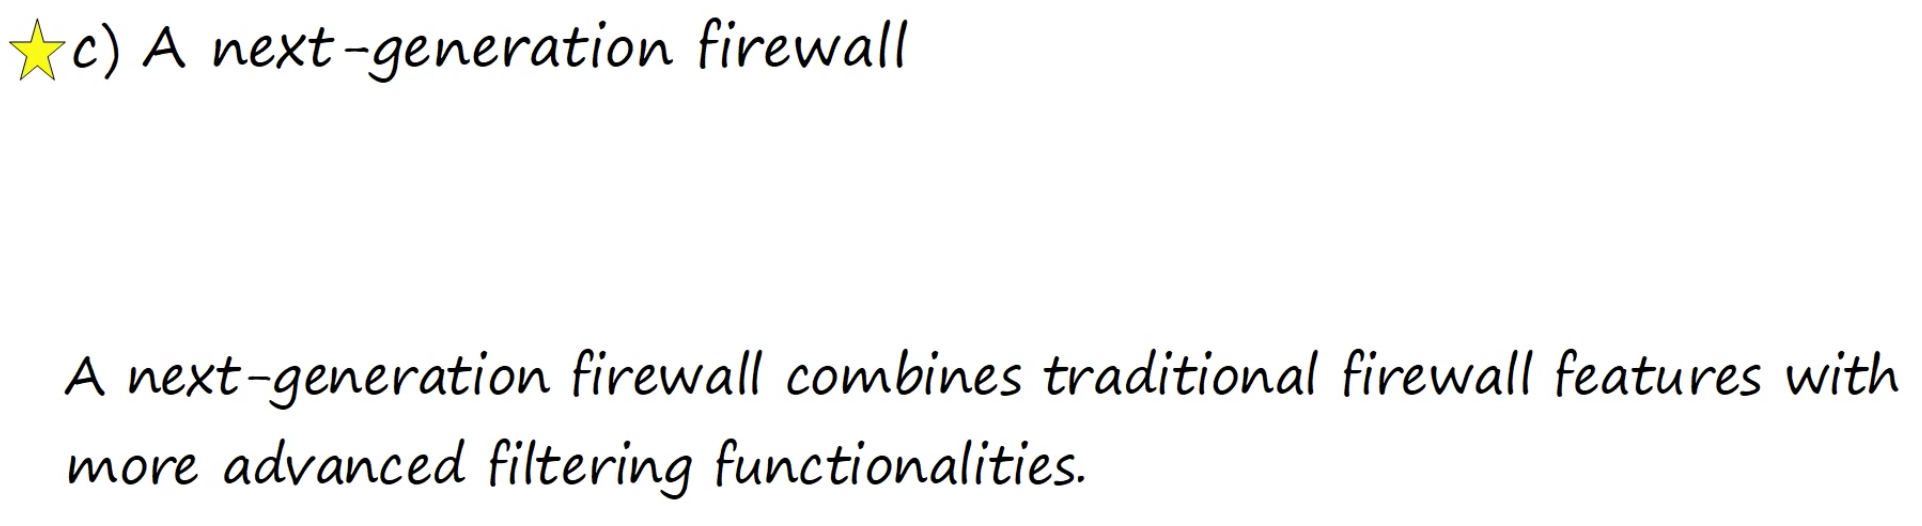 c) A next-generation firewall
A next-generation firewall combines traditional firewall features with
more advanced filtering functionalities.